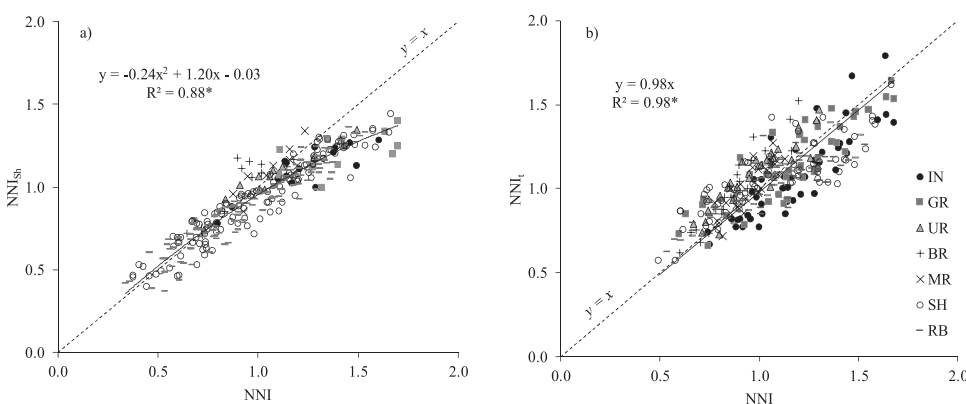 2.0
1.5
1.0
0.5
0.0
NNI_Sh
a)
y = -0.24x² + 1.20x - 0.03
R² = 0.88*
y = x
0.0 0.5 1.0 1.5 2.0
NNI
2.0
1.5
1.0
0.5
0.0
NNI_t
b)
y = 0.98x
R² = 0.98*
y = x
IN
GR
UR
BR
MR
SH
RB
0.5 1.0 1.5 2.0
NNI